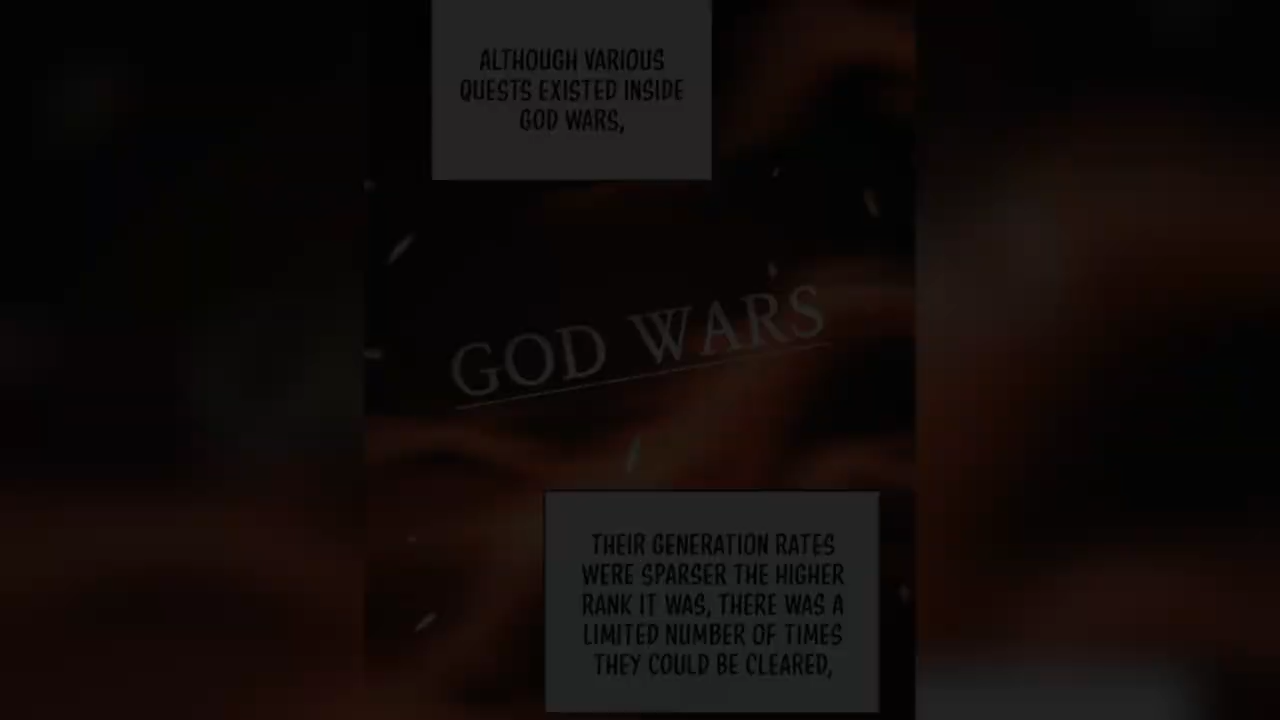 ALTHOUGH VARIOUS
QUESTS EXISTED INSIDE
GOD WARS,
GOD WARS
THEIR GENERATION RATES
WERE SPARSER THE HIGHER
RANK IT WAS, THERE WAS A
LIMITED NUMBER OF TIMES
THEY COULD BE CLEARED,